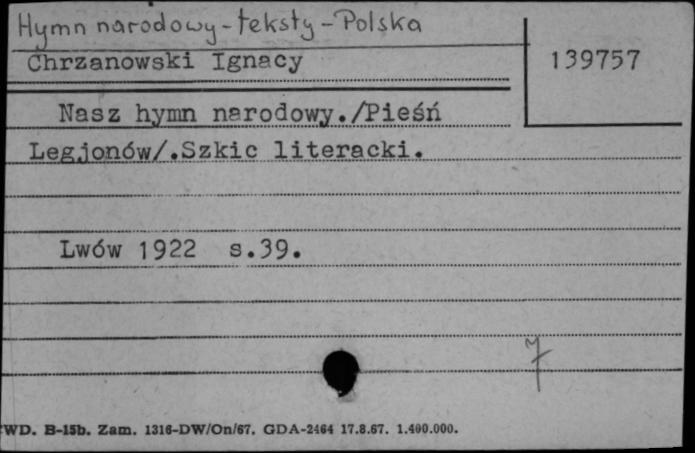 Hymn narodowy - teksty - Polska
Chrzanowski Ignacy
139757
Nasz hymn narodowy./Pieśń
Legjonów/.Szkic literacki.
Lwów 1922 s.39.
WD. B-15b. Zam. 1316-DW/On/67. GDA-2464 17.8.67. 1.400.000.